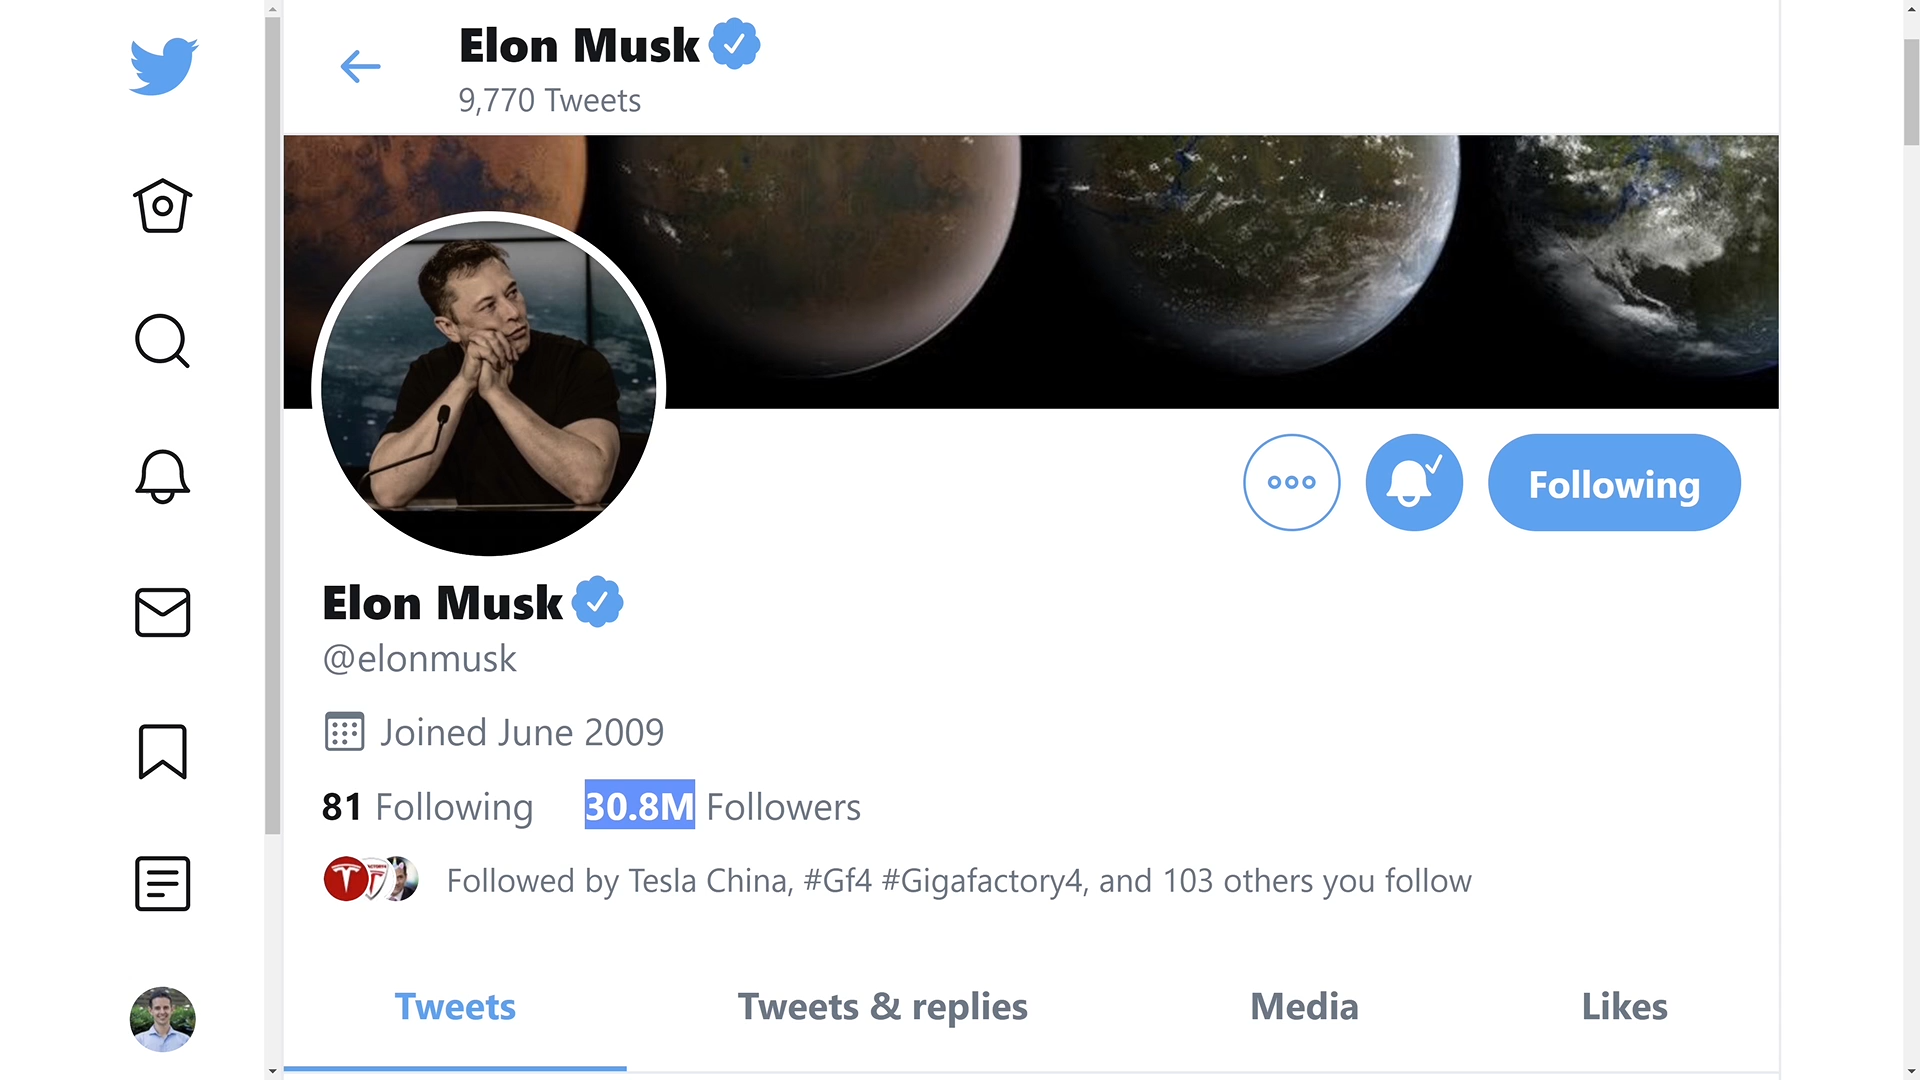 Elon Musk
9,770 Tweets
Following
Elon Musk
@elonmusk
Joined June 2009
81 Following 30.8M Followers
Followed by Tesla China, #Gf4 #Gigafactory4, and 103 others you follow
Tweets Tweets & replies Media Likes